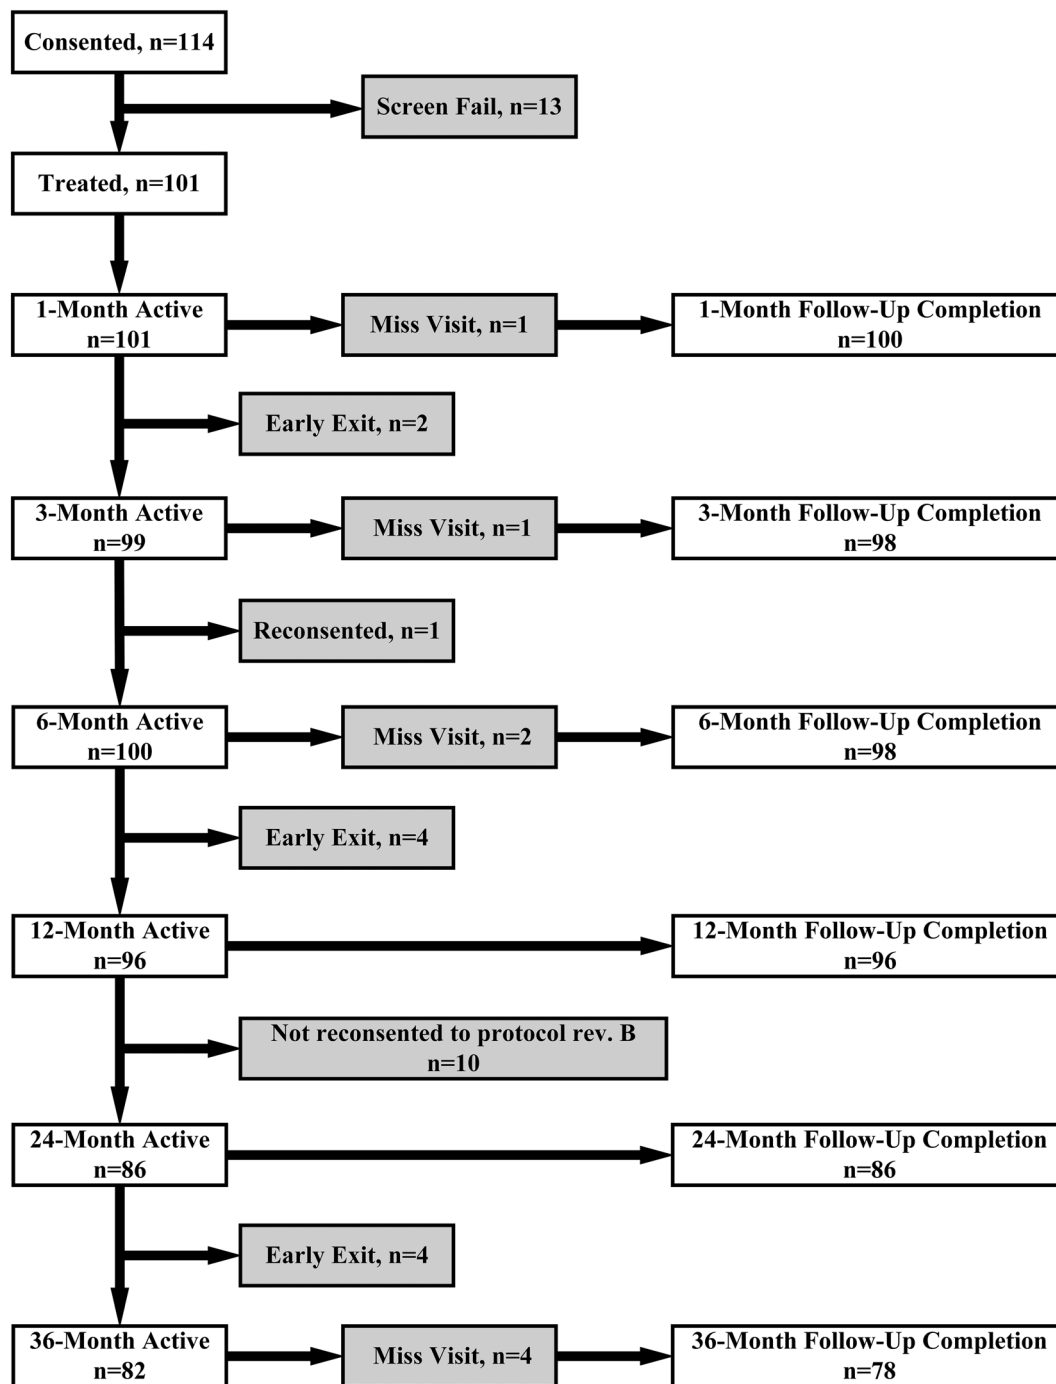 Consented, n=114
Screen Fail, n=13
Treated, n=101
1-Month Active
n=101
Miss Visit, n=1
1-Month Follow-Up Completion
n=100
Early Exit, n=2
3-Month Active
n=99
Miss Visit, n=1
3-Month Follow-Up Completion
n=98
Reconsented, n=1
6-Month Active
n=100
Miss Visit, n=2
6-Month Follow-Up Completion
n=98
Early Exit, n=4
12-Month Active
n=96
12-Month Follow-Up Completion
n=96
Not reconsented to protocol rev. B
n=10
24-Month Active
n=86
24-Month Follow-Up Completion
n=86
Early Exit, n=4
36-Month Active
n=82
Miss Visit, n=4
36-Month Follow-Up Completion
n=78